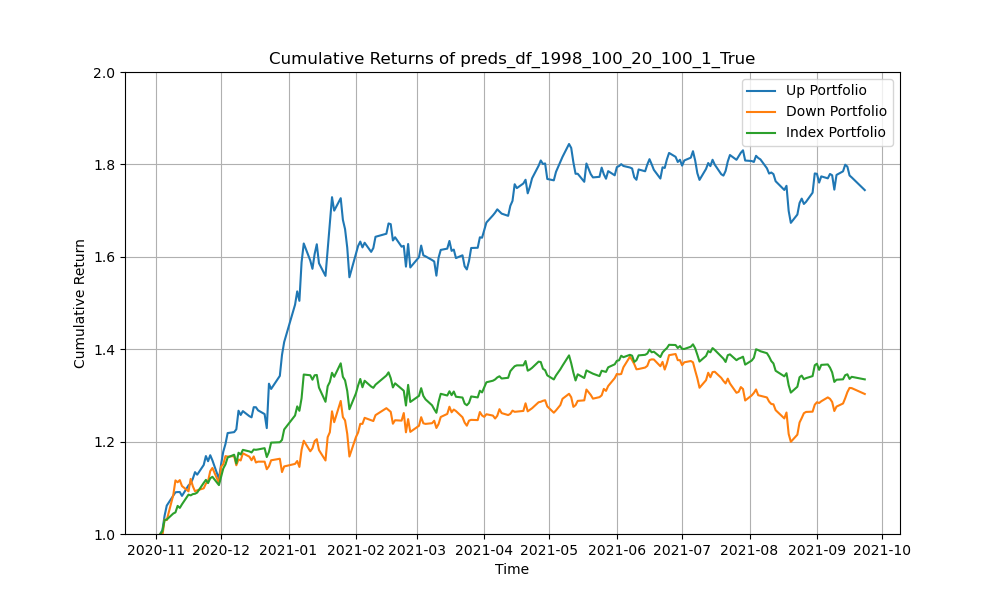 Cumulative Returns of preds_df_1998_100_20_100_1_True
Up Portfolio
Down Portfolio
Index Portfolio
Cumulative Return
2.0
1.8
1.6
1.4
1.2
1.0
2020-11 2020-12 2021-01 2021-02 2021-03 2021-04 2021-05 2021-06 2021-07 2021-08 2021-09 2021-10
Time